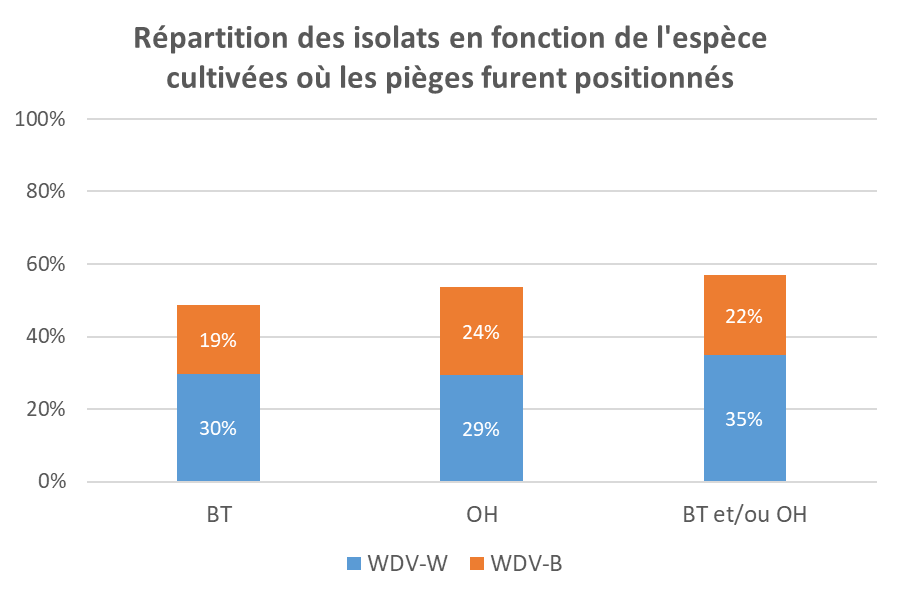 Répartition des isolats en fonction de l'espèce
cultivées où les pièges furent positionnés
100%
80%
60%
40%
20%
0%
19%
30%
24%
29%
22%
35%
BT
OH
BT et/ou OH
WDV-W
WDV-B